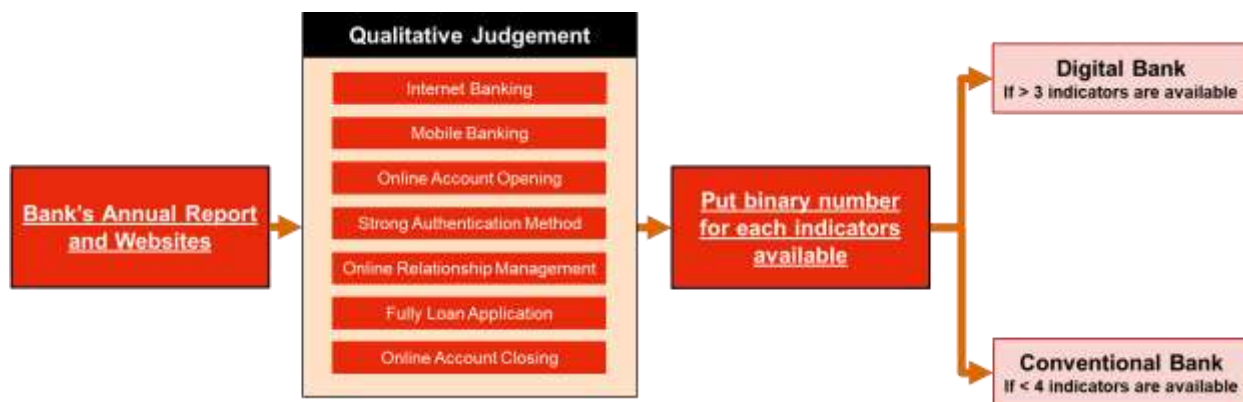 Qualitative Judgement
Internet Banking
Mobile Banking
Online Account Opening
Strong Authentication Method
Online Relationship Management
Fully Loan Application
Online Account Closing
Bank's Annual Report
and Websites
Put binary number
for each indicators
available
Digital Bank
If > 3 indicators are available
Conventional Bank
If < 4 indicators are available